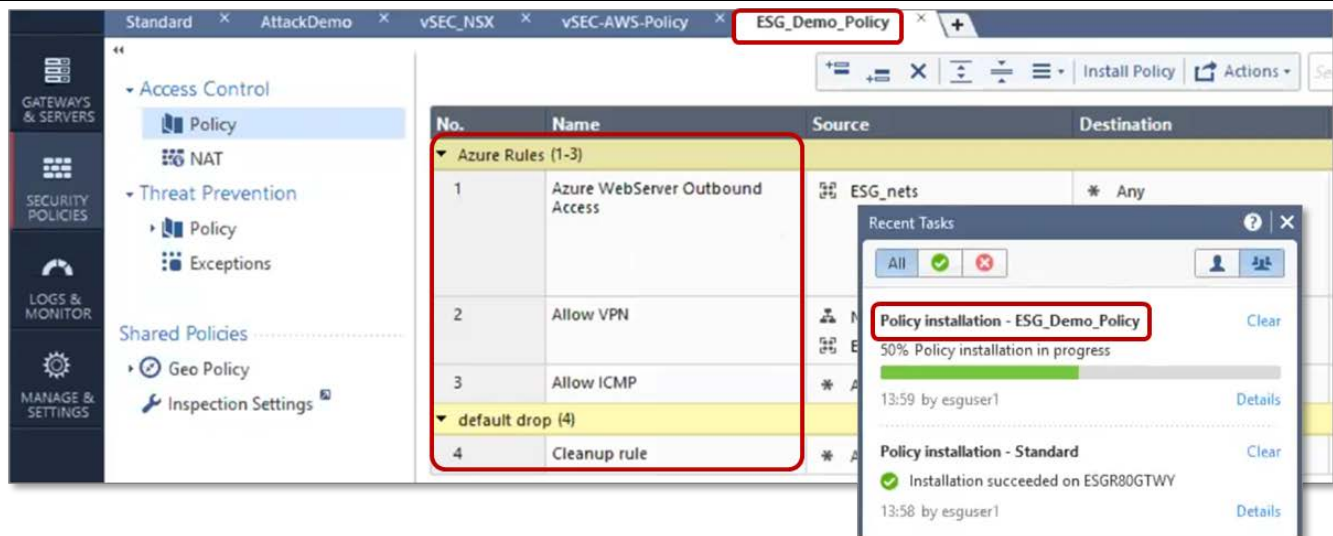 Standard × AttackDemo × vSEC_NSX × vSEC-AWS-Policy × ESG_Demo_Policy × +
GATEWAYS
& SERVERS
SECURITY
POLICIES
LOGS &
MONITOR
MANAGE &
SETTINGS
Access Control
Policy
NAT
Threat Prevention
Policy
Exceptions
Shared Policies
Geo Policy
Inspection Settings
Install Policy Actions
No. Name Source Destination
Azure Rules (1-3)
1 Azure WebServer Outbound ESG_nets * Any
Access
2 Allow VPN N
E
3 Allow ICMP * A
default drop (4)
4 Cleanup rule * A
Recent Tasks
All
Policy installation - ESG_Demo_Policy Clear
50% Policy installation in progress
13:59 by esguser1 Details
Policy installation - Standard Clear
Installation succeeded on ESGR80GTWY
13:58 by esguser1 Details